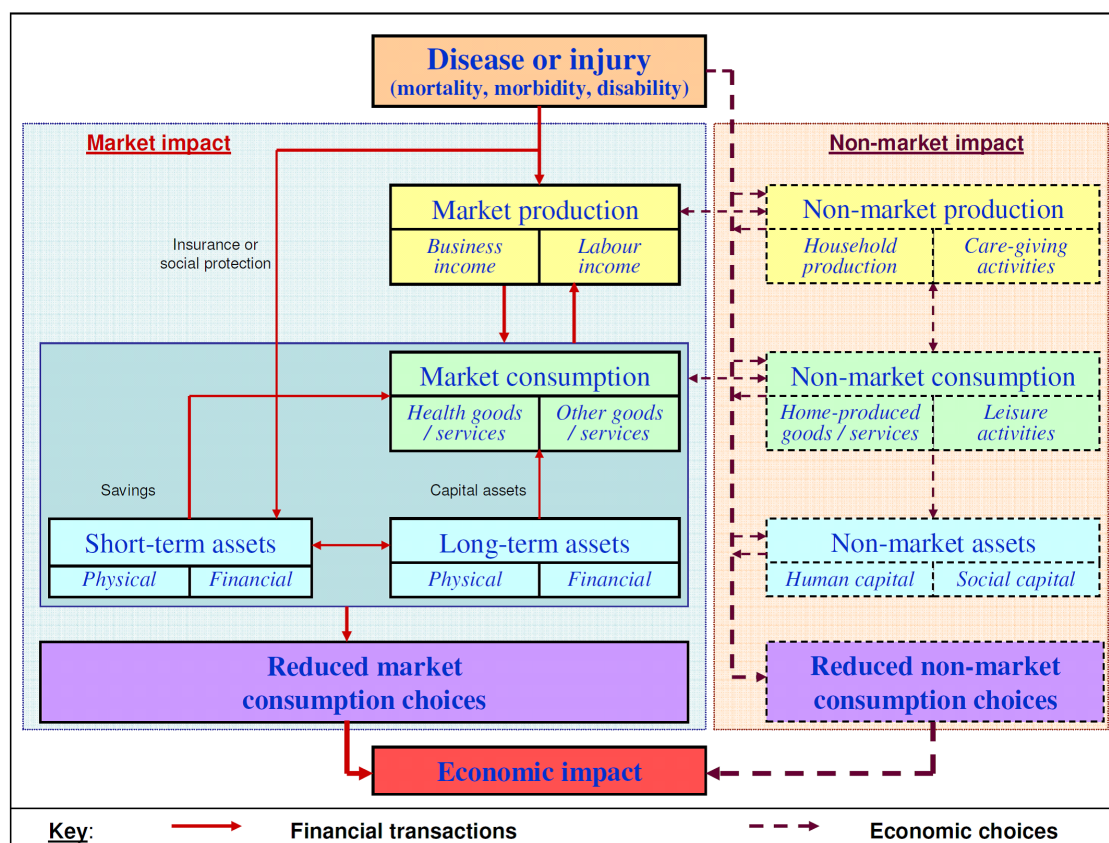 Disease or injury
(mortality, morbidity, disability)
Market impact
Non-market impact
Market production
Business
income
Labour
income
Non-market production
Household
production
Care-giving
activities
Insurance or
social protection
Market consumption
Health goods
/ services
Other goods
/ services
Non-market consumption
Home-produced
goods / services
Leisure
activities
Savings
Capital assets
Short-term assets
Physical
Financial
Long-term assets
Physical
Financial
Non-market assets
Human capital
Social capital
Reduced market
consumption choices
Reduced non-market
consumption choices
Economic impact
Key:
Financial transactions
Economic choices